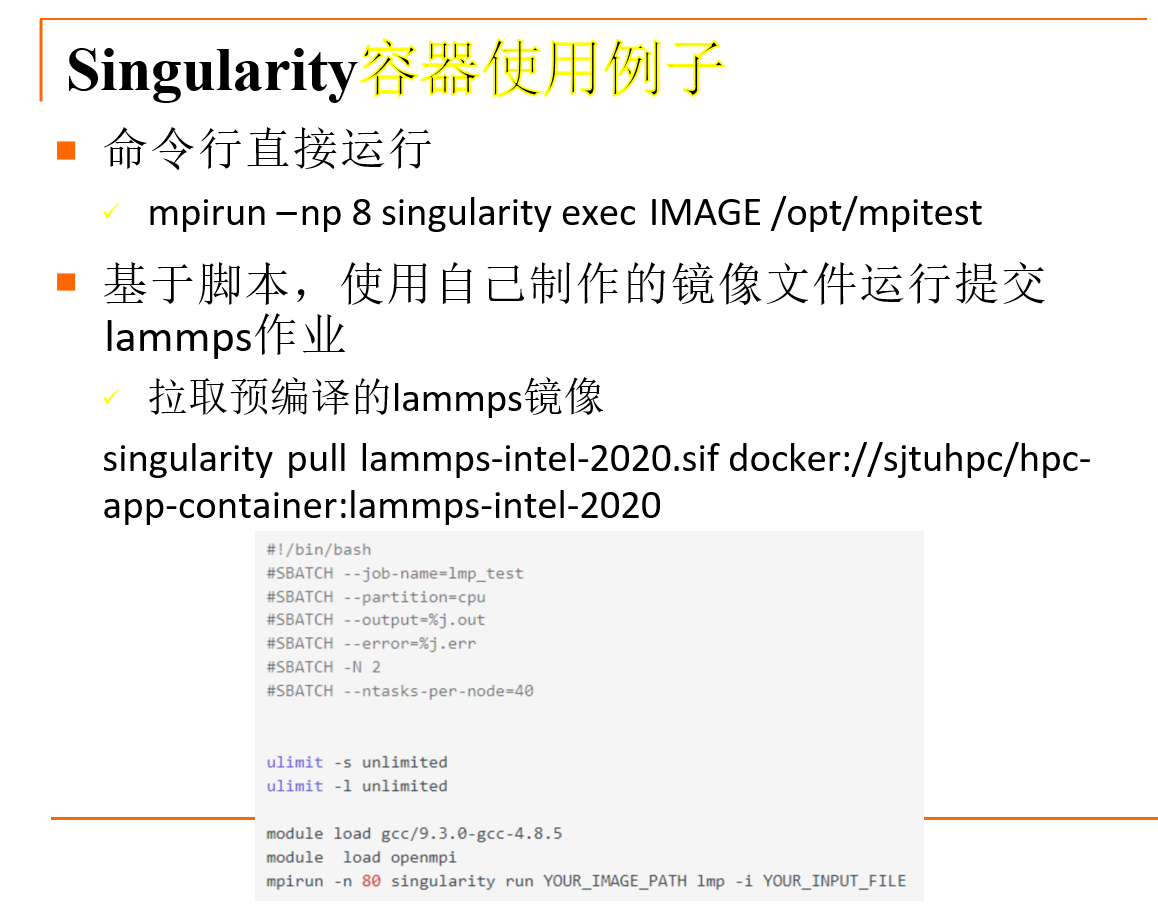 Singularity容器使用例子
命令行直接运行
mpirun –np 8 singularity exec IMAGE /opt/mpitest
基于脚本，使用自己制作的镜像文件运行提交
lammps作业
拉取预编译的lammps镜像
singularity pull lammps-intel-2020.sif docker://sjtuhpc/hpc-
app-container:lammps-intel-2020
#!/bin/bash
#SBATCH --job-name=lmp_test
#SBATCH --partition=cpu
#SBATCH --output=%j.out
#SBATCH --error=%j.err
#SBATCH -N 2
#SBATCH --ntasks-per-node=40
ulimit -s unlimited
ulimit -l unlimited
module load gcc/9.3.0-gcc-4.8.5
module  load openmpi
mpirun -n 80 singularity run YOUR_IMAGE_PATH lmp -i YOUR_INPUT_FILE